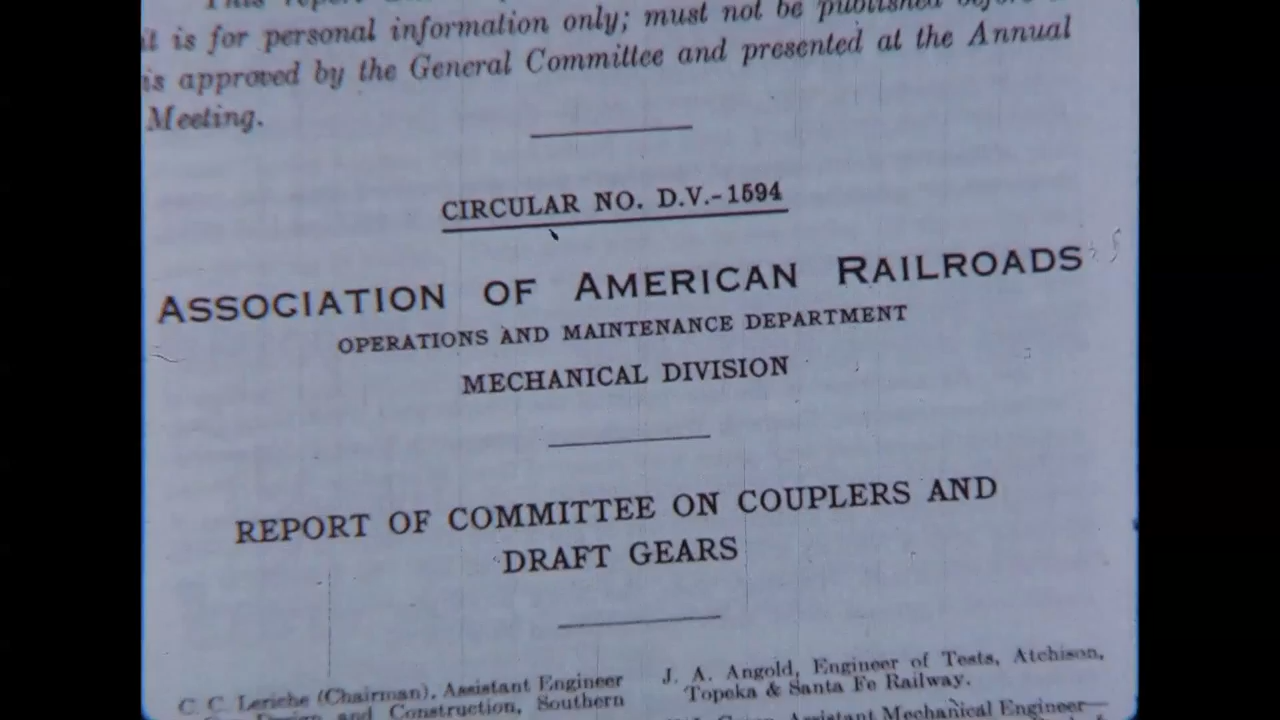 This report
it is for personal information only; must not be published before
is approved by the General Committee and presented at the Annual
Meeting.
CIRCULAR NO. D.V.-1594
ASSOCIATION OF AMERICAN RAILROADS
OPERATIONS AND MAINTENANCE DEPARTMENT
MECHANICAL DIVISION
REPORT OF COMMITTEE ON COUPLERS AND
DRAFT GEARS
C. C. Leriche (Chairman), Assistant Engineer
Design and Construction, Southern
J. A. Angold, Engineer of Tests, Atchison,
Topeka & Santa Fe Railway.
Assistant Mechanical Engineer—